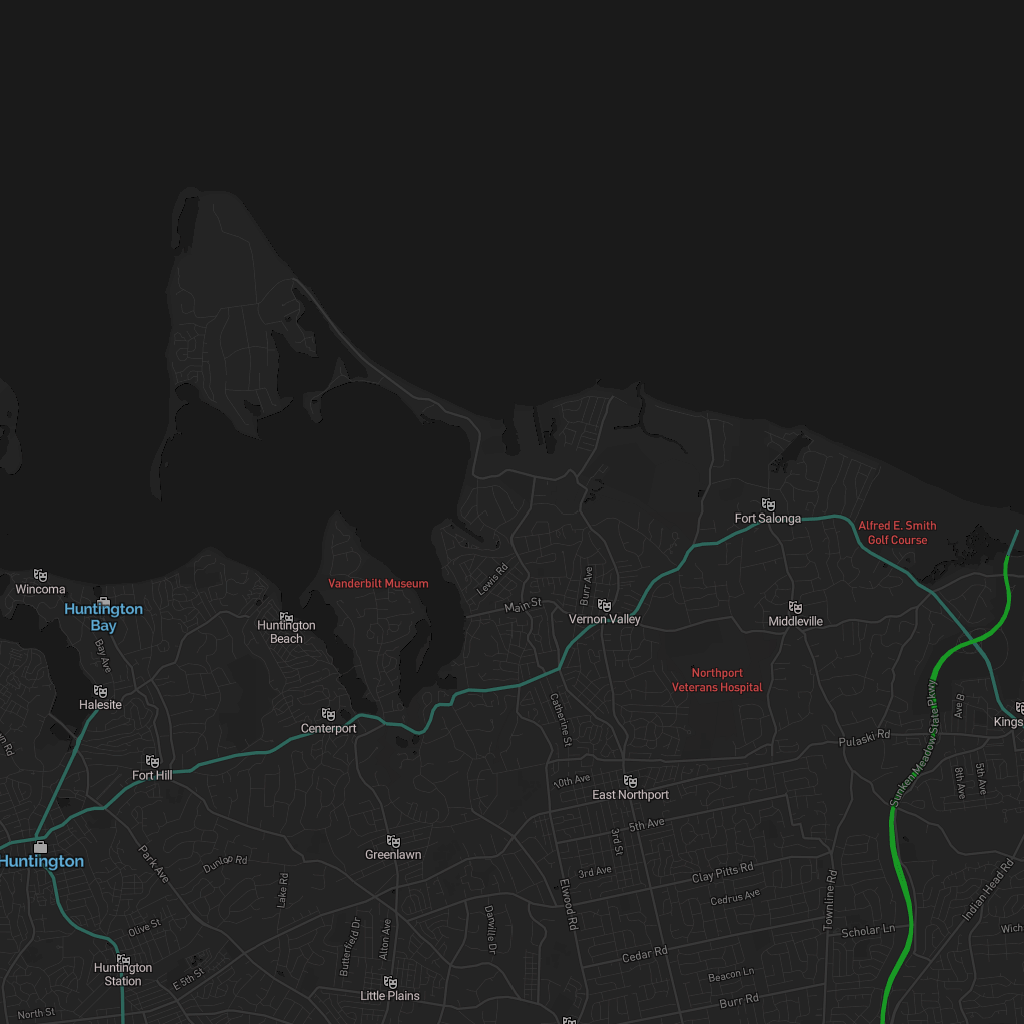 Fort Salonga
Alfred E. Smith
Golf Course
Wincoma
Vanderbilt Museum
Lewis Rd
Burr Ave
Huntington
Bay
Main St
Vernon Valley
Middleville
Huntington
Beach
Bay Ave
Northport
Veterans Hospital
Halesite
Ave B
Catherine St
Centerport
Kings
Pulaski Rd
Sunken Meadow State Pkwy
Fort Hill
10th Ave
East Northport
8th Ave
5th Ave
5th Ave
3rd St
Huntington
Park Ave
Dunlop Rd
Greenlawn
Lake Rd
3rd Ave
Clay Pitts Rd
Cedrus Ave
Elwood Rd
Townline Rd
Indian Head Rd
Olive St
Butterfield Dr
Alton Ave
Danville Dr
Scholar Ln
Wich
Cedar Rd
Huntington
Station
E 5th St
Beacon Ln
Little Plains
Burr Rd
North St